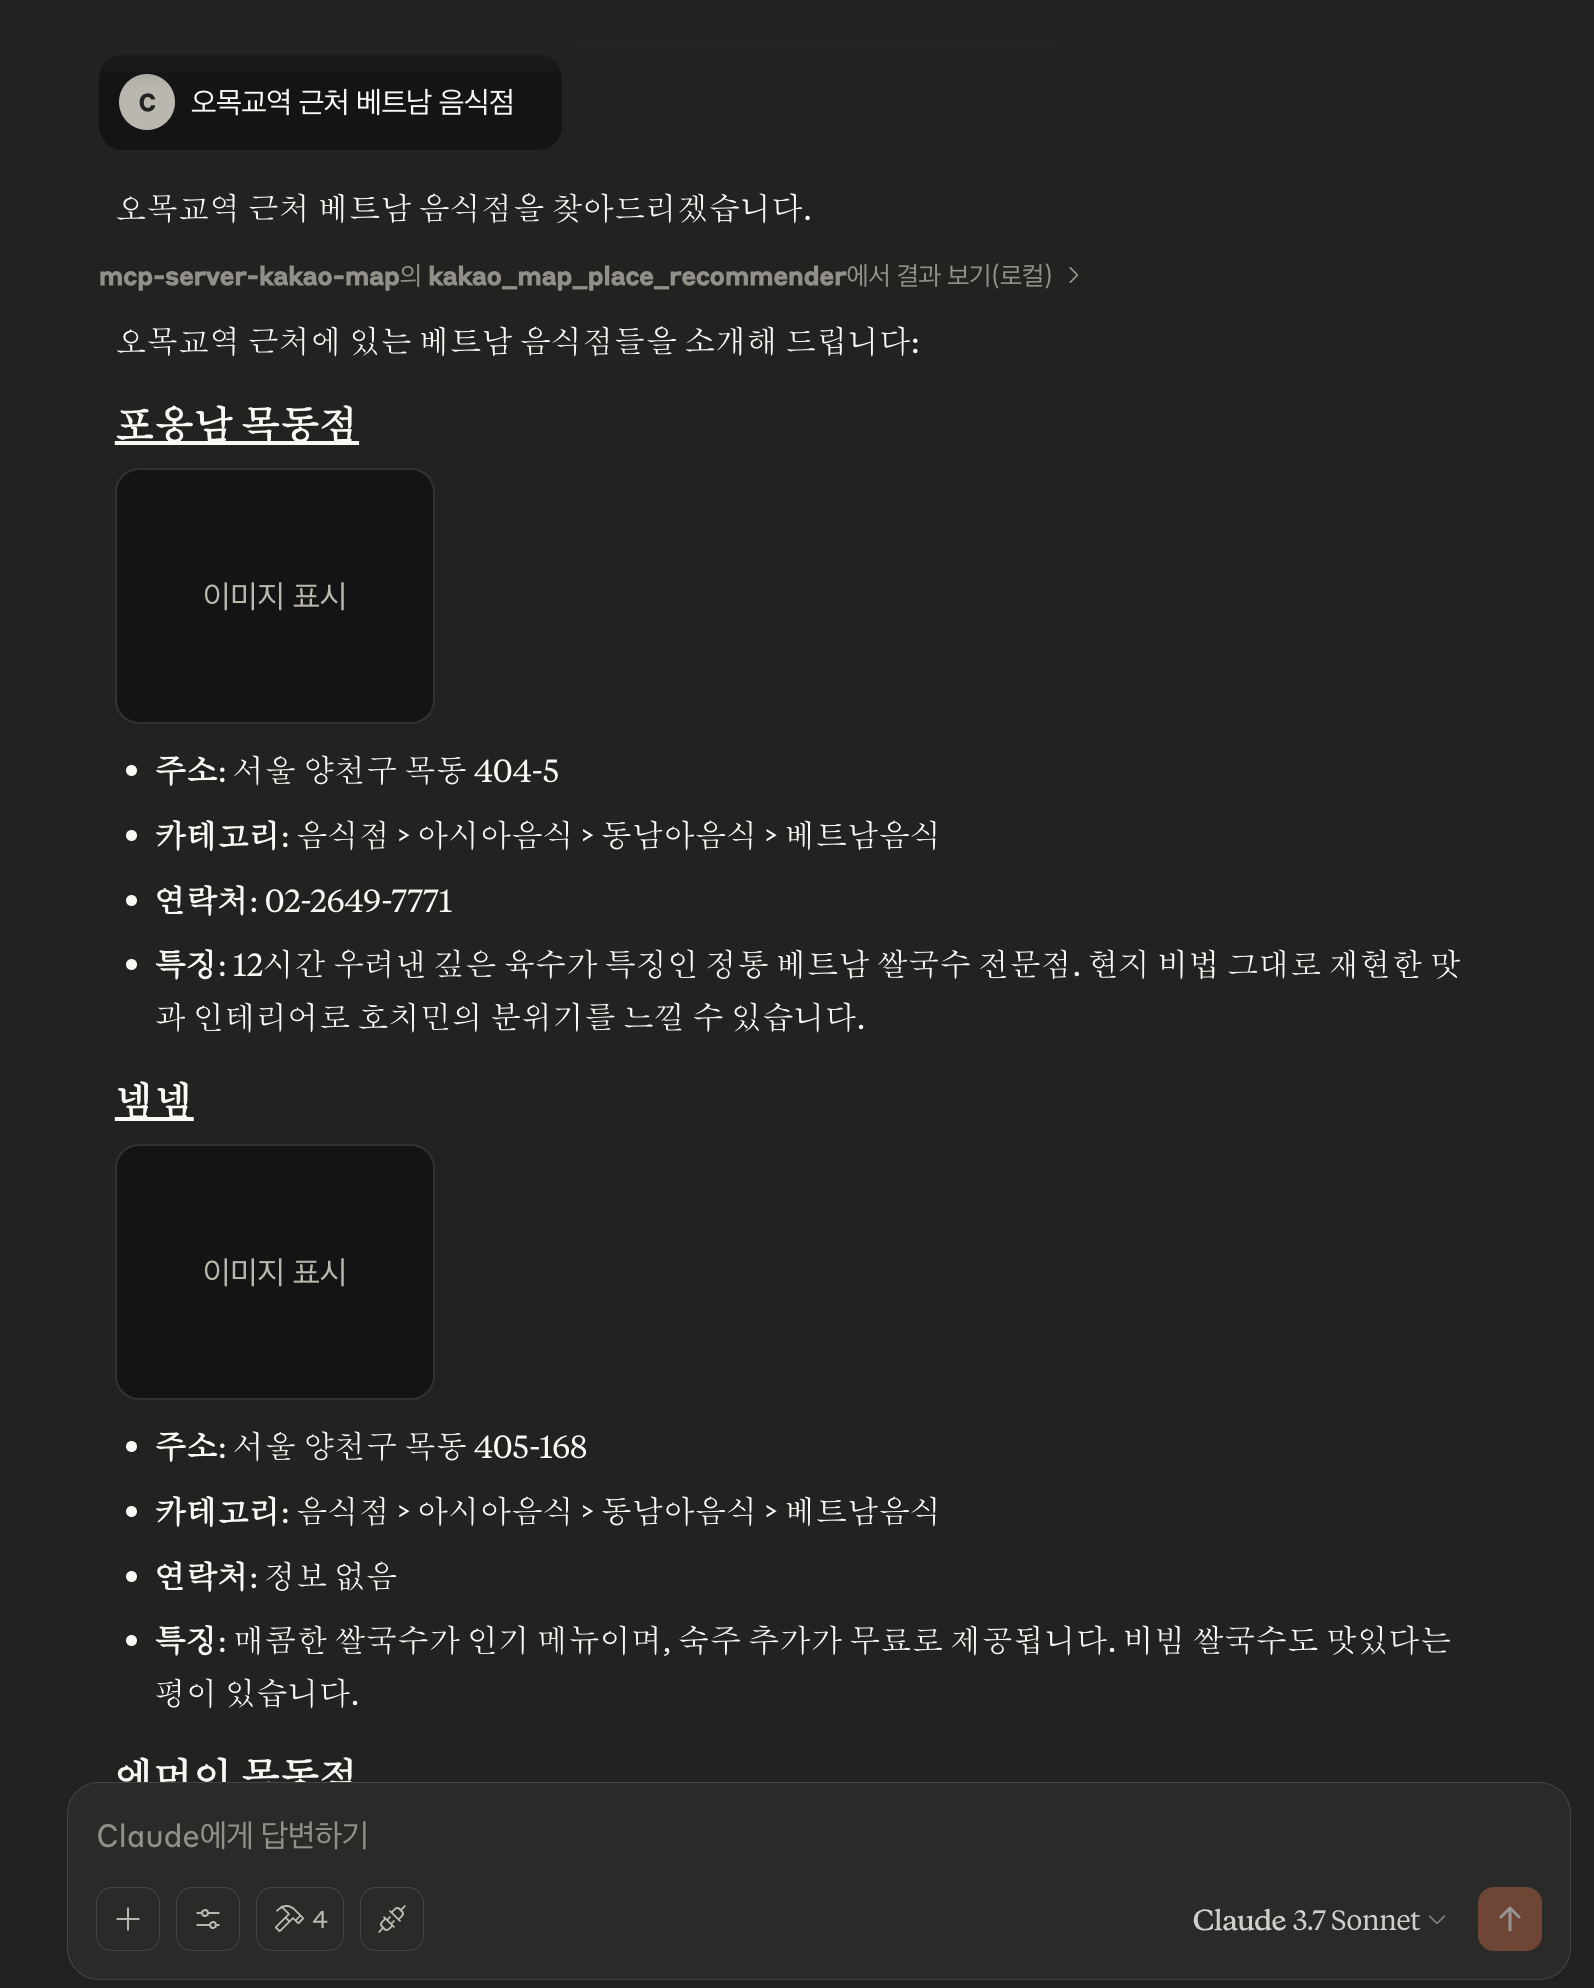 C 오목교역 근처 베트남 음식점
오목교역 근처 베트남 음식점을 찾아드리겠습니다.
mcp-server-kakao-map의 kakao_map_place_recommender에서 결과 보기(로컬)
오목교역 근처에 있는 베트남 음식점들을 소개해 드립니다:
포옹남 목동점
이미지 표시
주소: 서울 양천구 목동 404-5
카테고리: 음식점 > 아시아음식 > 동남아음식 > 베트남음식
연락처: 02-2649-7771
특징: 12시간 우려낸 깊은 육수가 특징인 정통 베트남 쌀국수 전문점. 현지 비법 그대로 재현한 맛
과 인테리어로 호치민의 분위기를 느낄 수 있습니다.
넴넴
이미지 표시
주소: 서울 양천구 목동 405-168
카테고리: 음식점 > 아시아음식 > 동남아음식 > 베트남음식
연락처: 정보 없음
특징: 매콤한 쌀국수가 인기 메뉴이며, 숙주 추가가 무료로 제공됩니다. 비빔 쌀국수도 맛있다는
평이 있습니다.
에머이 목동점
Claude에게 답변하기
4
Claude 3.7 Sonnet